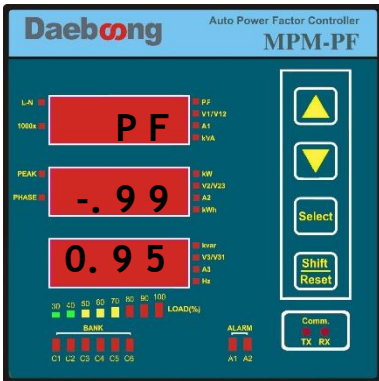 Daeboong
Auto Power Factor Controller
MPM-PF
L-N
1000x
PF
PF
V1/V12
A1
kVA
PEAK
PHASE
-.99
kW
V2/V23
A2
kWh
0.95
kvar
V3/V31
A3
Hz
Select
Shift
Reset
30 40 50 60 70 80 90 100 LOAD(%)
BANK
C1 C2 C3 C4 C5 C6
ALARM
A1 A2
Comm.
TX RX